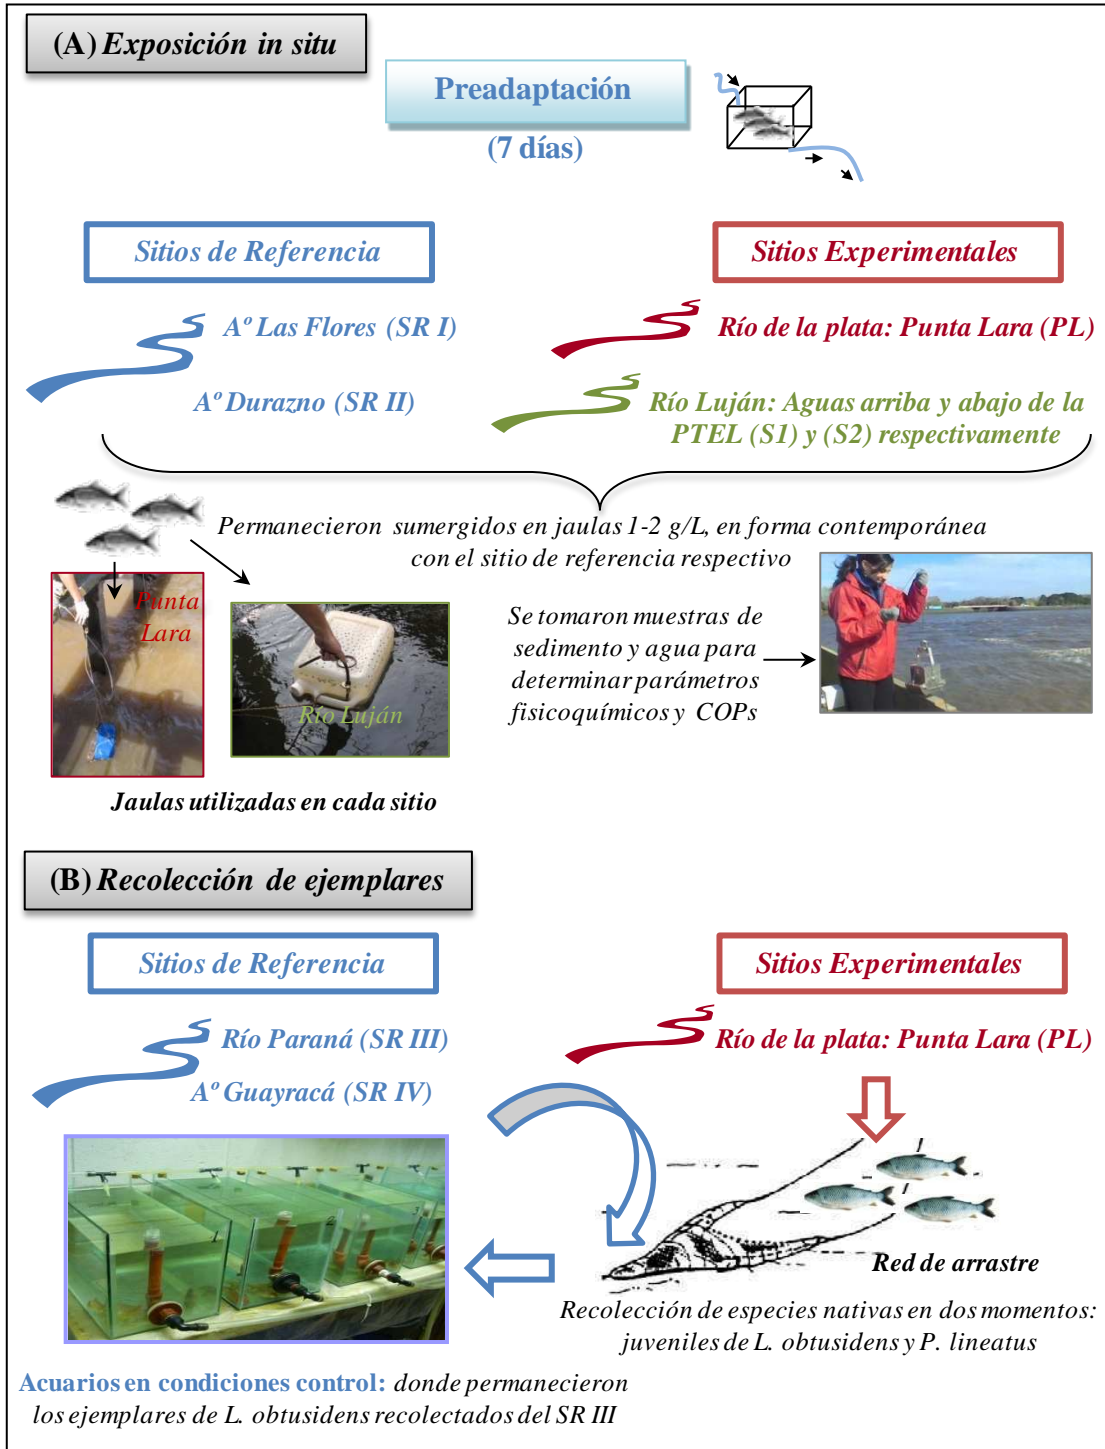 (A) Exposición in situ
Preadaptación
(7 días)
Sitios de Referencia
Aº Las Flores (SR I)
Aº Durazno (SR II)
Sitios Experimentales
Río de la plata: Punta Lara (PL)
Río Luján: Aguas arriba y abajo de la
PTEL (S1) y (S2) respectivamente
Permanecieron sumergidos en jaulas 1-2 g/L, en forma contemporánea
con el sitio de referencia respectivo
Punta
Lara
Río Luján
Se tomaron muestras de
sedimento y agua para
determinar parámetros
fisicoquímicos y COPs
Jaulas utilizadas en cada sitio
(B) Recolección de ejemplares
Sitios de Referencia
Río Paraná (SR III)
Aº Guayracá (SR IV)
Sitios Experimentales
Río de la plata: Punta Lara (PL)
Red de arrastre
Recolección de especies nativas en dos momentos:
juveniles de L. obtusidens y P. lineatus
Acuarios en condiciones control: donde permanecieron
los ejemplares de L. obtusidens recolectados del SR III